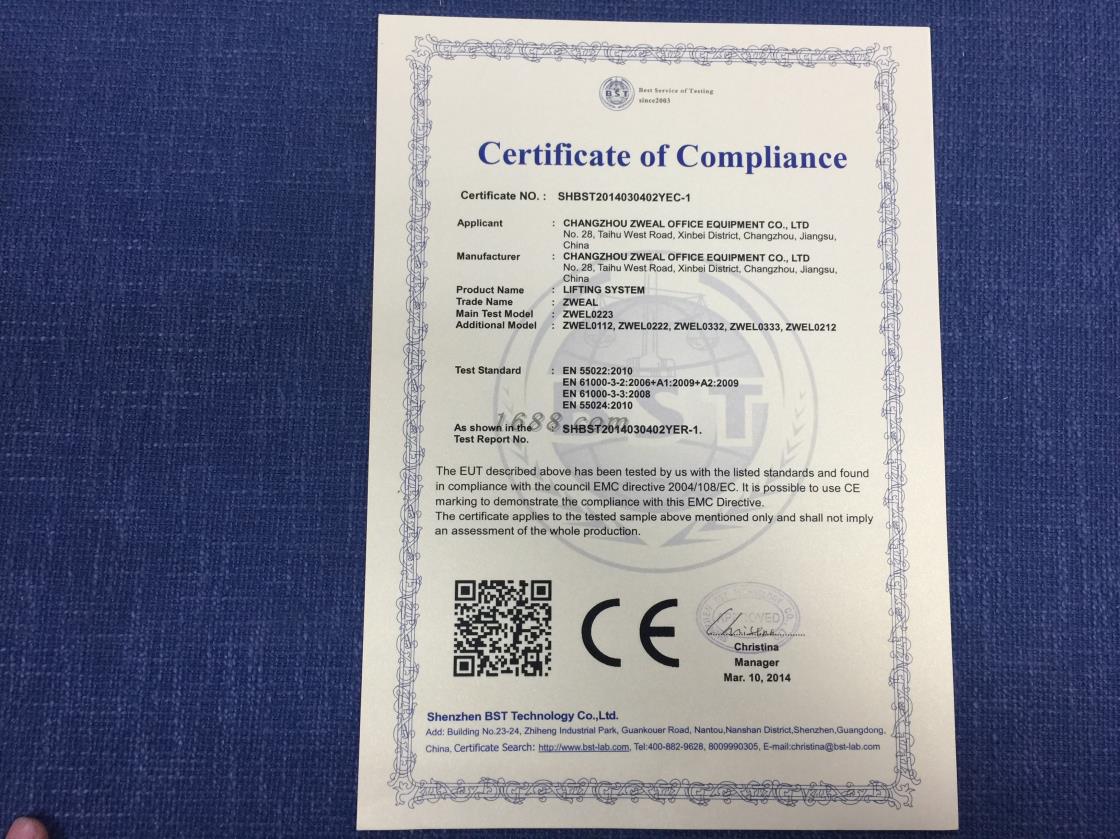 BST
Best Service of Testing
since2003
Certificate of Compliance
Certificate NO. : SHBST2014030402YEC-1
Applicant : CHANGZHOU ZWEAL OFFICE EQUIPMENT CO., LTD
No. 28, Taihu West Road, Xinbei District, Changzhou, Jiangsu,
China
Manufacturer : CHANGZHOU ZWEAL OFFICE EQUIPMENT CO., LTD
No. 28, Taihu West Road, Xinbei District, Changzhou, Jiangsu,
China
Product Name : LIFTING SYSTEM
Trade Name : ZWEAL
Main Test Model : ZWEL0223
Additional Model : ZWEL0112, ZWEL0222, ZWEL0332, ZWEL0333, ZWEL0212
Test Standard : EN 55022:2010
EN 61000-3-2:2006+A1:2009+A2:2009
EN 61000-3-3:2008
EN 55024:2010
BST
1688.com
As shown in the : SHBST2014030402YER-1.
Test Report No.
The EUT described above has been tested by us with the listed standards and found
in compliance with the council EMC directive 2004/108/EC. It is possible to use CE
marking to demonstrate the compliance with this EMC Directive.
The certificate applies to the tested sample above mentioned only and shall not imply
an assessment of the whole production.
CE
APPROVED
Christina
Christina
Manager
Mar. 10, 2014
Shenzhen BST Technology Co.,Ltd.
Add: Building No.23-24, Zhiheng Industrial Park, Guankouer Road, Nantou,Nanshan District,Shenzhen,Guangdong,
China, Certificate Search: http://www.bst-lab.com, Tel:400-882-9628, 8009990305, E-mail:christina@bst-lab.com